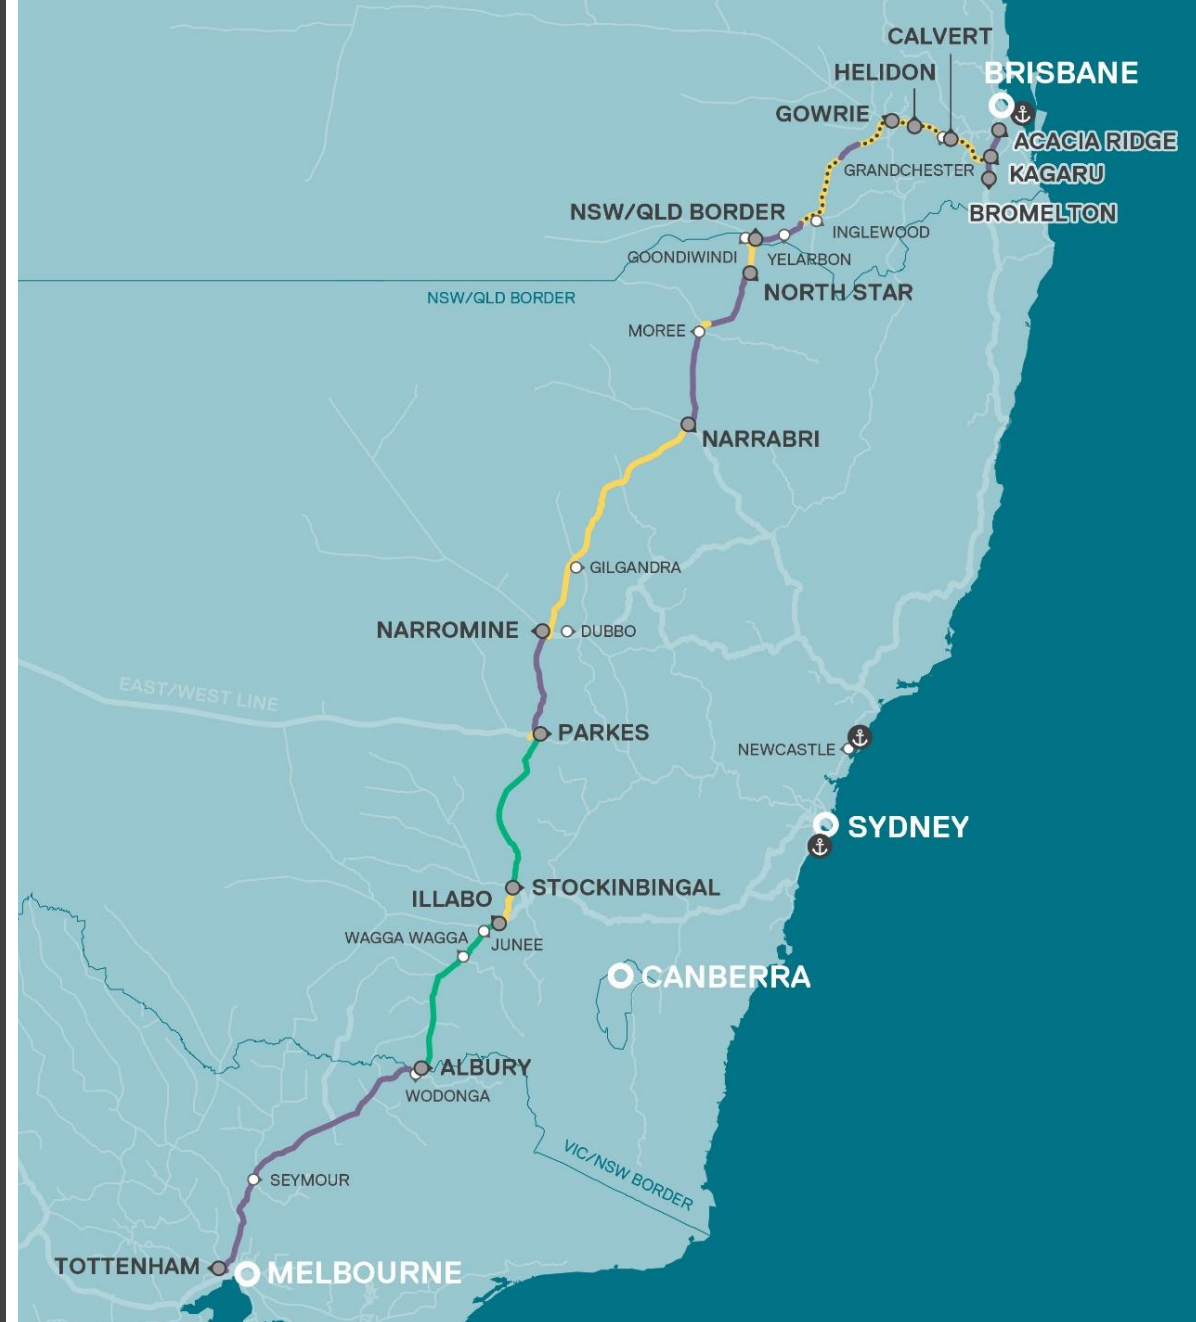 CALVERT
HELIDON
BRISBANE
GOWRIE
ACACIA RIDGE
GRANDCHESTER
KAGARU
NSW/QLD BORDER
BROMELTON
INGLEWOOD
GOONDIWINDI
YELARBON
NORTH STAR
NSW/QLD BORDER
MOREE
NARRABRI
GILGANDRA
NARROMINE
DUBBO
EAST/WEST LINE
PARKES
NEWCASTLE
SYDNEY
STOCKINBINGAL
ILLABO
WAGGA WAGGA
JUNEE
CANBERRA
ALBURY
WODONGA
VIC/NSW BORDER
SEYMOUR
TOTTENHAM
MELBOURNE